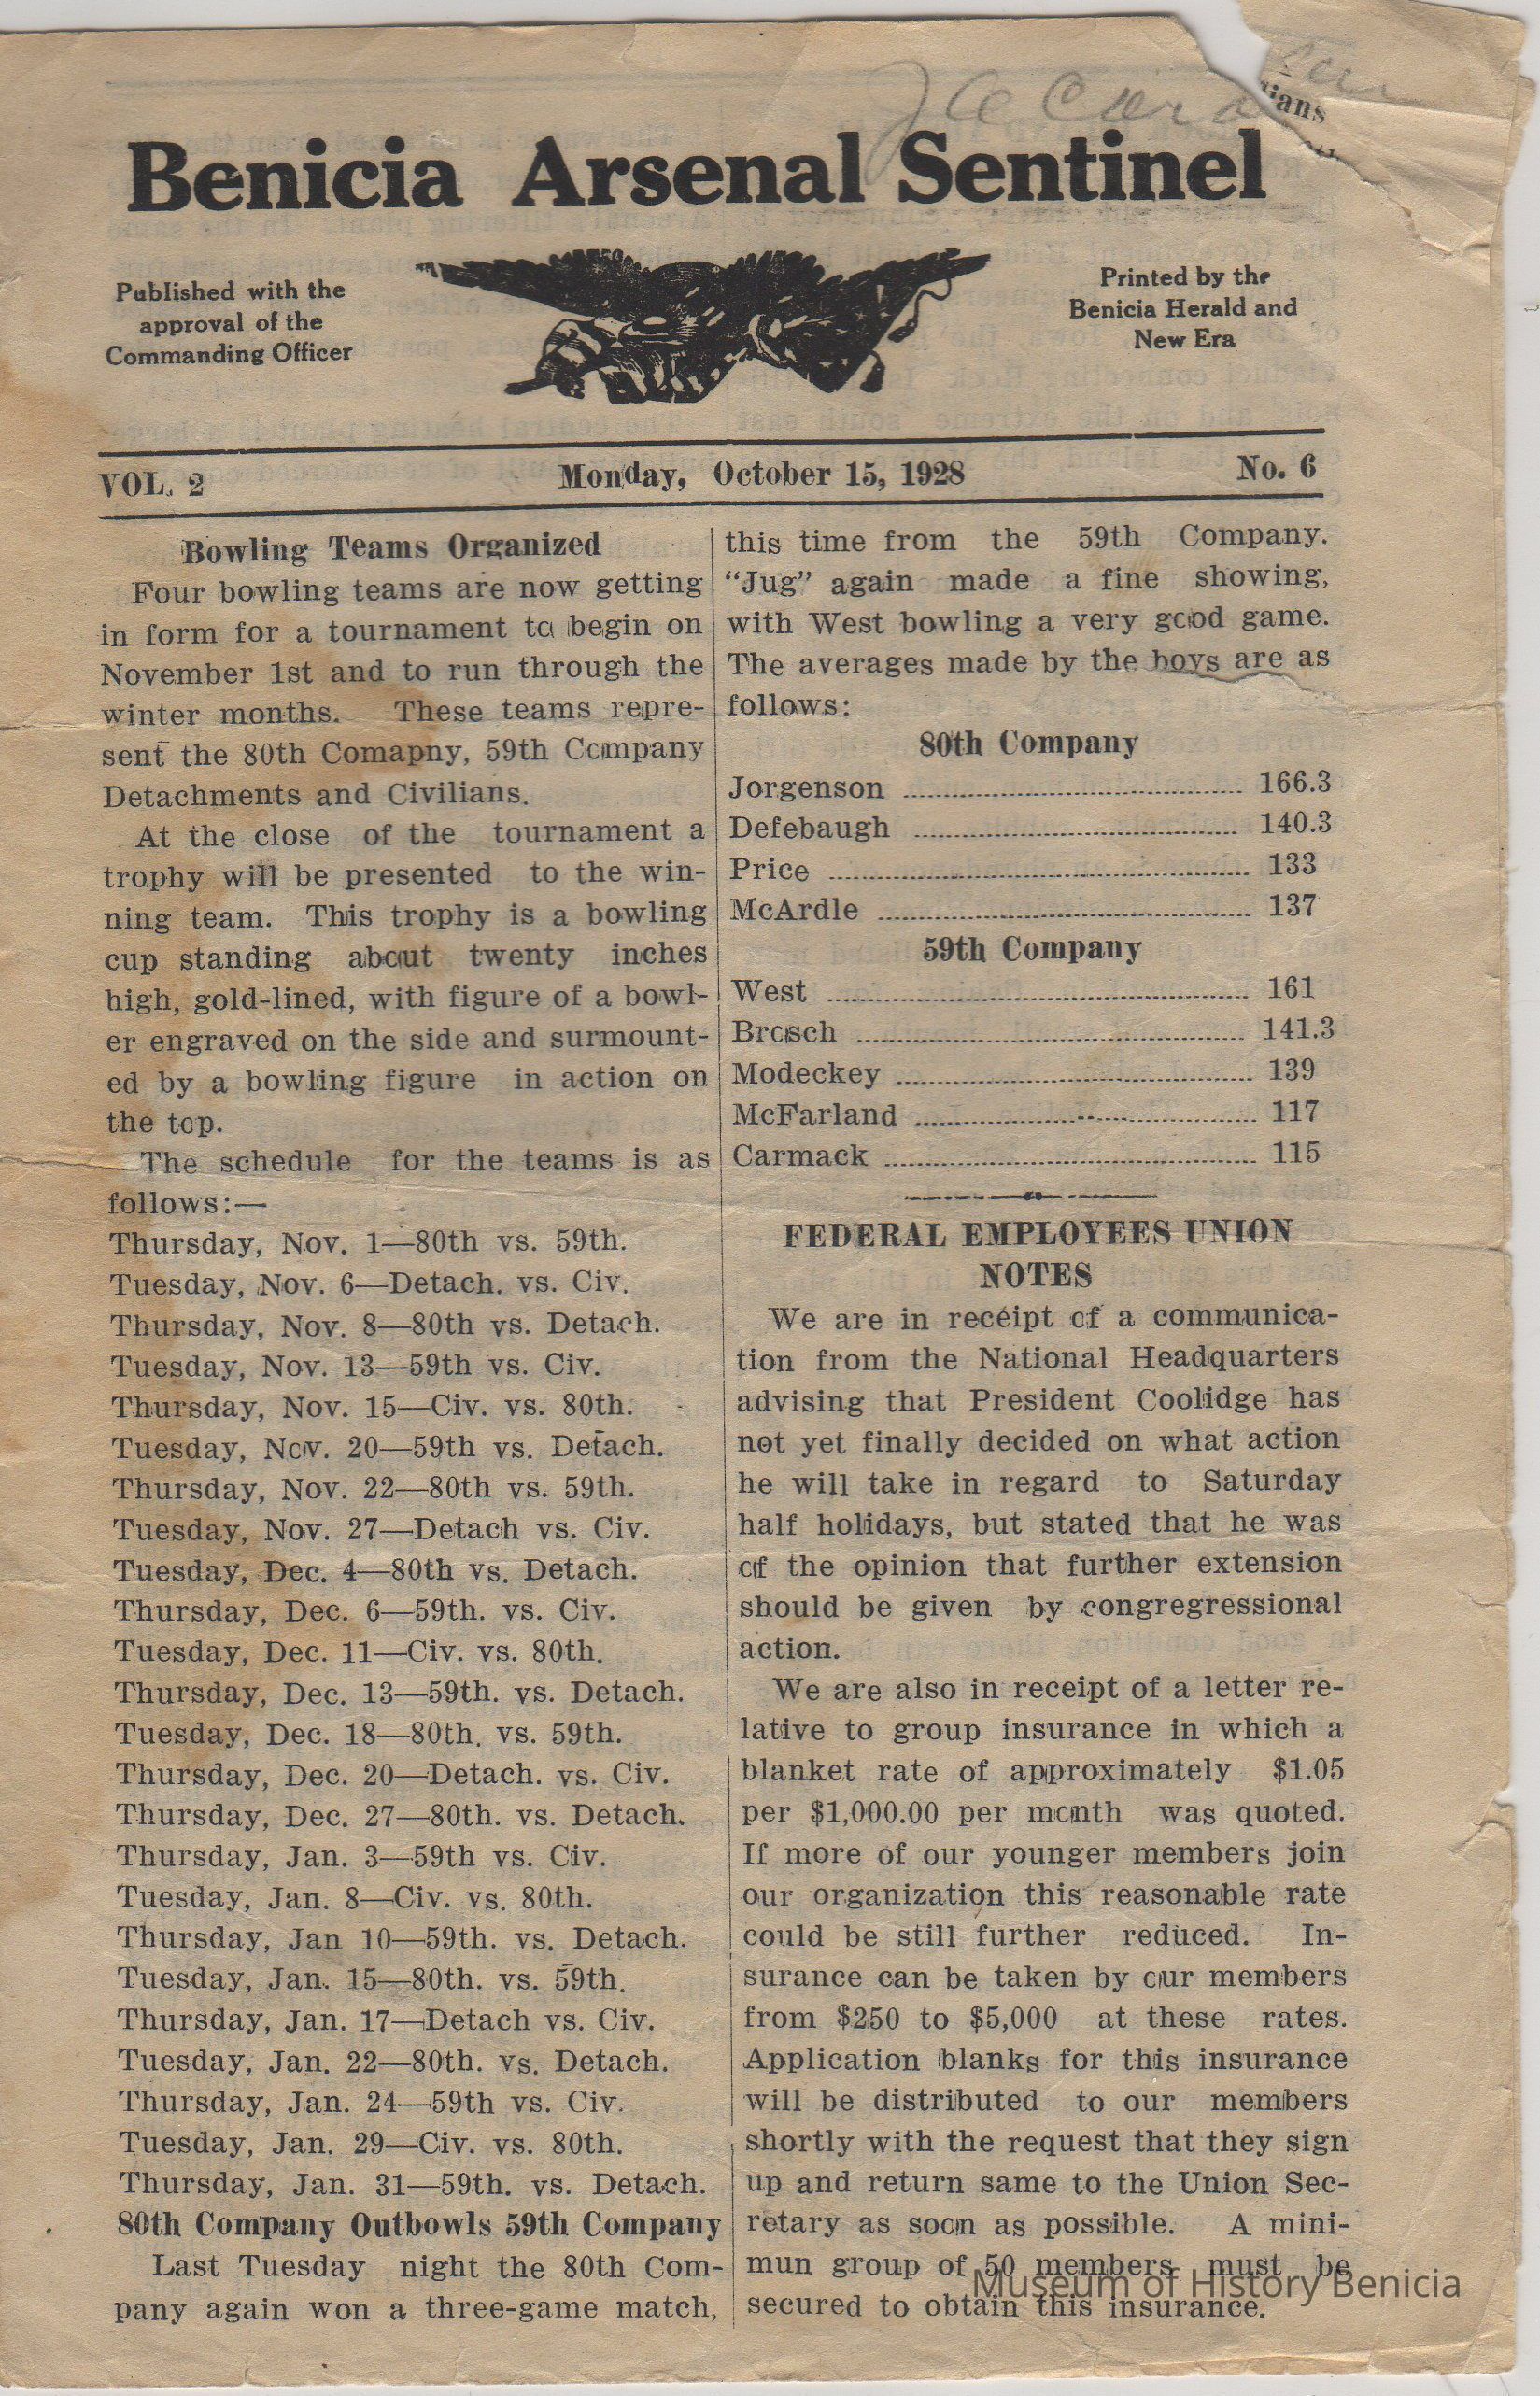 Benicia Arsenal Sentinel
Published with the
approval of the
Commanding Officer
Printed by the
Benicia Herald and
New Era
VOL. 2
Monday, October 15, 1928
No. 6
Bowling Teams Organized
Four bowling teams are now getting
in form for a tournament to begin on
November 1st and to run through the
winter months. These teams repre-
sent the 80th Comapny, 59th Company
Detachments and Civilians.
At the close of the tournament a
trophy will be presented to the win-
ning team. This trophy is a bowling
cup standing about twenty inches
high, gold-lined, with figure of a bowl-
er engraved on the side and surmount-
ed by a bowling figure in action on
the top.
The schedule for the teams is as
follows:—
Thursday, Nov. 1—80th vs. 59th.
Tuesday, Nov. 6—Detach. vs. Civ.
Thursday, Nov. 8—80th vs. Detach.
Tuesday, Nov. 13—59th vs. Civ.
Thursday, Nov. 15—Civ. vs. 80th.
Tuesday, Nov. 20—59th vs. Detach.
Thursday, Nov. 22—80th vs. 59th.
Tuesday, Nov. 27—Detach vs. Civ.
Tuesday, Dec. 4—80th vs. Detach.
Thursday, Dec. 6—59th. vs. Civ.
Tuesday, Dec. 11—Civ. vs. 80th.
Thursday, Dec. 13—59th. vs. Detach.
Tuesday, Dec. 18—80th. vs. 59th.
Thursday, Dec. 20—Detach. vs. Civ.
Thursday, Dec. 27—80th. vs. Detach.
Thursday, Jan. 3—59th vs. Civ.
Tuesday, Jan. 8—Civ. vs. 80th.
Thursday, Jan 10—59th. vs. Detach.
Tuesday, Jan. 15—80th. vs. 59th.
Thursday, Jan. 17—Detach vs. Civ.
Tuesday, Jan. 22—80th. vs. Detach.
Thursday, Jan. 24—59th vs. Civ.
Tuesday, Jan. 29—Civ. vs. 80th.
Thursday, Jan. 31—59th. vs. Detach.
80th Company Outbowls 59th Company
Last Tuesday night the 80th Com-
pany again won a three-game match,
this time from the 59th Company.
"Jug" again made a fine showing,
with West bowling a very good game.
The averages made by the boys are as
follows:
80th Company
Jorgenson 166.3
Defebaugh 140.3
Price 133
McArdle 137
59th Company
West 161
Brosch 141.3
Modeckey 139
McFarland 117
Carmack 115
FEDERAL EMPLOYEES UNION
NOTES
We are in receipt of a communica-
tion from the National Headquarters
advising that President Coolidge has
not yet finally decided on what action
he will take in regard to Saturday
half holidays, but stated that he was
of the opinion that further extension
should be given by congregressional
action.
We are also in receipt of a letter re-
lative to group insurance in which a
blanket rate of approximately $1.05
per $1,000.00 per month was quoted.
If more of our younger members join
our organization this reasonable rate
could be still further reduced. In-
surance can be taken by our members
from $250 to $5,000 at these rates.
Application blanks for this insurance
will be distributed to our members
shortly with the request that they sign
up and return same to the Union Sec-
retary as soon as possible. A mini-
mun group of 50 members must be
secured to obtain this insurance.
Museum of History Benicia